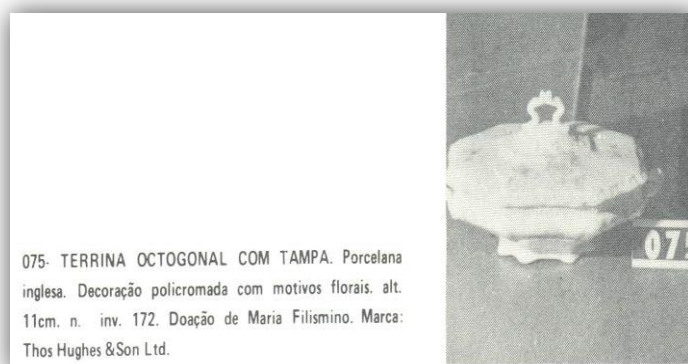 075- TERRINA OCTOGONAL COM TAMPA. Porcelana
inglesa. Decoração policromada com motivos florais. alt.
11cm. n. inv. 172. Doação de Maria Filismino. Marca:
Thos Hughes &Son Ltd.
075